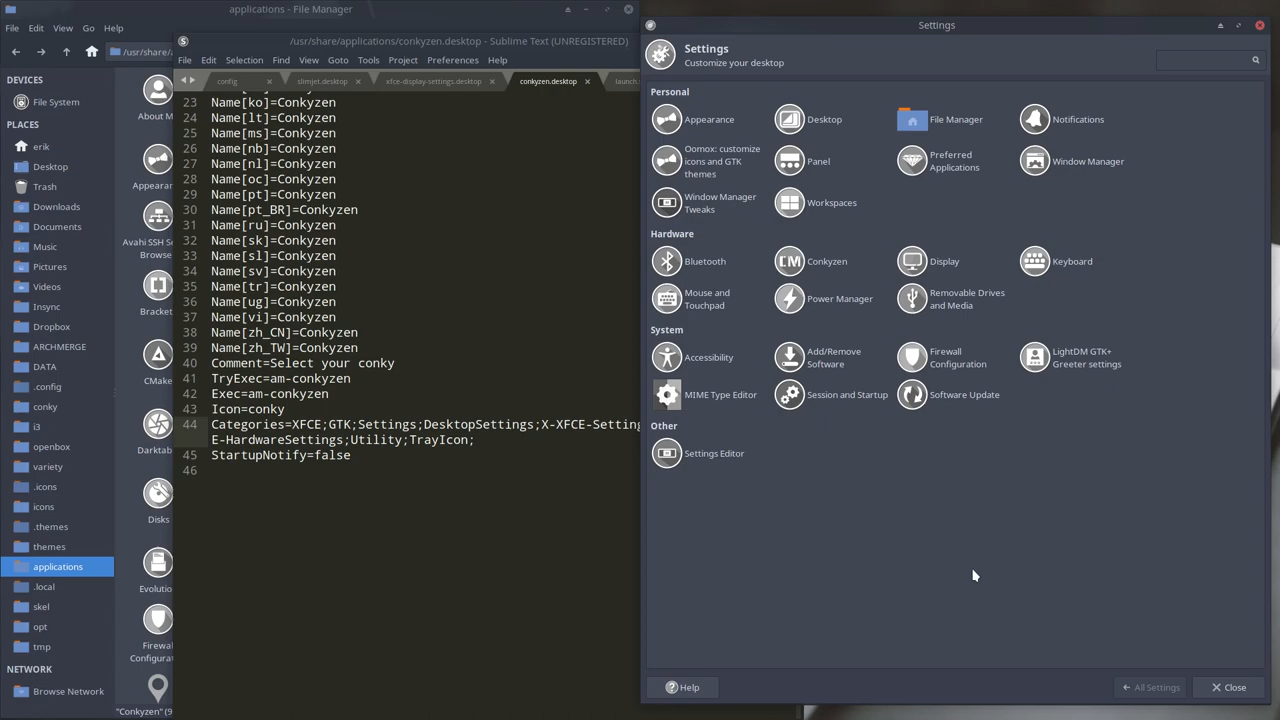 applications - File Manager
File Edit View Go Help
/usr/share
DEVICES
File System
PLACES
erik
Desktop
Trash
Downloads
Documents
Music
Pictures
Videos
Insync
Dropbox
ARCHMERGE
DATA
.config
conky
i3
openbox
variety
.icons
icons
.themes
themes
applications
.local
skel
opt
tmp
NETWORK
Browse Network
About M
Appearan
Avahi SSH Se
Browse
Bracket
CMake
Darktab
Disks
Evolutio
Firewal
Configurat
"Conkyzen" (9
/usr/share/applications/conkyzen.desktop - Sublime Text (UNREGISTERED)
File Edit Selection Find View Goto Tools Project Preferences Help
config slimjet.desktop xfce-display-settings.desktop conkyzen.desktop launch.s
23 Name[ko]=Conkyzen
24 Name[lt]=Conkyzen
25 Name[ms]=Conkyzen
26 Name[nb]=Conkyzen
27 Name[nl]=Conkyzen
28 Name[oc]=Conkyzen
29 Name[pt]=Conkyzen
30 Name[pt_BR]=Conkyzen
31 Name[ru]=Conkyzen
32 Name[sk]=Conkyzen
33 Name[sl]=Conkyzen
34 Name[sv]=Conkyzen
35 Name[tr]=Conkyzen
36 Name[ug]=Conkyzen
37 Name[vi]=Conkyzen
38 Name[zh_CN]=Conkyzen
39 Name[zh_TW]=Conkyzen
40 Comment=Select your conky
41 TryExec=am-conkyzen
42 Exec=am-conkyzen
43 Icon=conky
44 Categories=XFCE;GTK;Settings;DesktopSettings;X-XFCE-Setting
E-HardwareSettings;Utility;TrayIcon;
45 StartupNotify=false
46
Settings
Settings
Customize your desktop
Personal
Appearance
Desktop
File Manager
Notifications
Oomox: customize
icons and GTK
themes
Panel
Preferred
Applications
Window Manager
Window Manager
Tweaks
Workspaces
Hardware
Bluetooth
CM Conkyzen
Display
Keyboard
Mouse and
Touchpad
Power Manager
Removable Drives
and Media
System
Accessibility
Add/Remove
Software
Firewall
Configuration
LightDM GTK+
Greeter settings
MIME Type Editor
Session and Startup
Software Update
Other
Settings Editor
Help
All Settings
Close